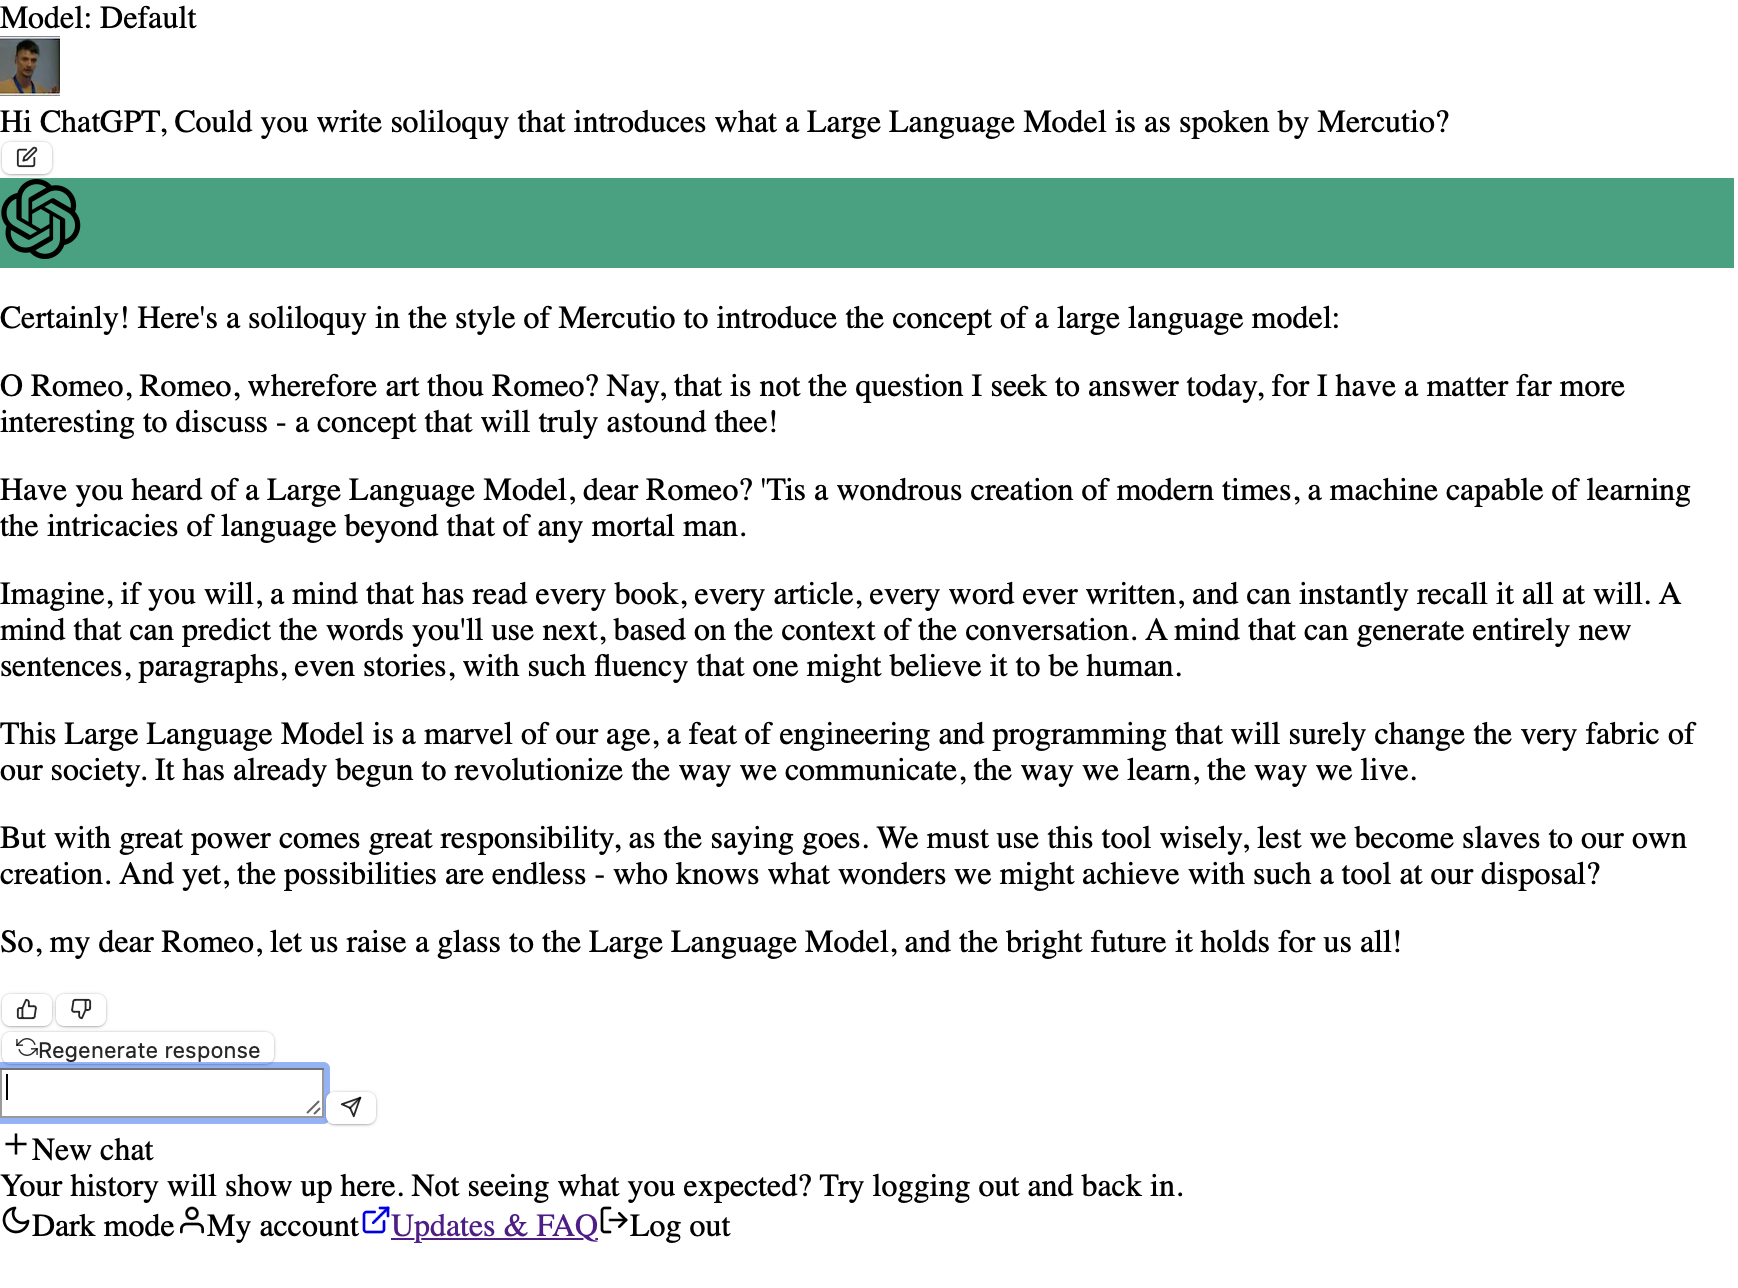 Model: Default
Hi ChatGPT, Could you write soliloquy that introduces what a Large Language Model is as spoken by Mercutio?
Certainly! Here's a soliloquy in the style of Mercutio to introduce the concept of a large language model:
O Romeo, Romeo, wherefore art thou Romeo? Nay, that is not the question I seek to answer today, for I have a matter far more
interesting to discuss - a concept that will truly astound thee!
Have you heard of a Large Language Model, dear Romeo? 'Tis a wondrous creation of modern times, a machine capable of learning
the intricacies of language beyond that of any mortal man.
Imagine, if you will, a mind that has read every book, every article, every word ever written, and can instantly recall it all at will. A
mind that can predict the words you'll use next, based on the context of the conversation. A mind that can generate entirely new
sentences, paragraphs, even stories, with such fluency that one might believe it to be human.
This Large Language Model is a marvel of our age, a feat of engineering and programming that will surely change the very fabric of
our society. It has already begun to revolutionize the way we communicate, the way we learn, the way we live.
But with great power comes great responsibility, as the saying goes. We must use this tool wisely, lest we become slaves to our own
creation. And yet, the possibilities are endless - who knows what wonders we might achieve with such a tool at our disposal?
So, my dear Romeo, let us raise a glass to the Large Language Model, and the bright future it holds for us all!
Regenerate response
New chat
Your history will show up here. Not seeing what you expected? Try logging out and back in.
Dark mode My account Updates & FAQ Log out